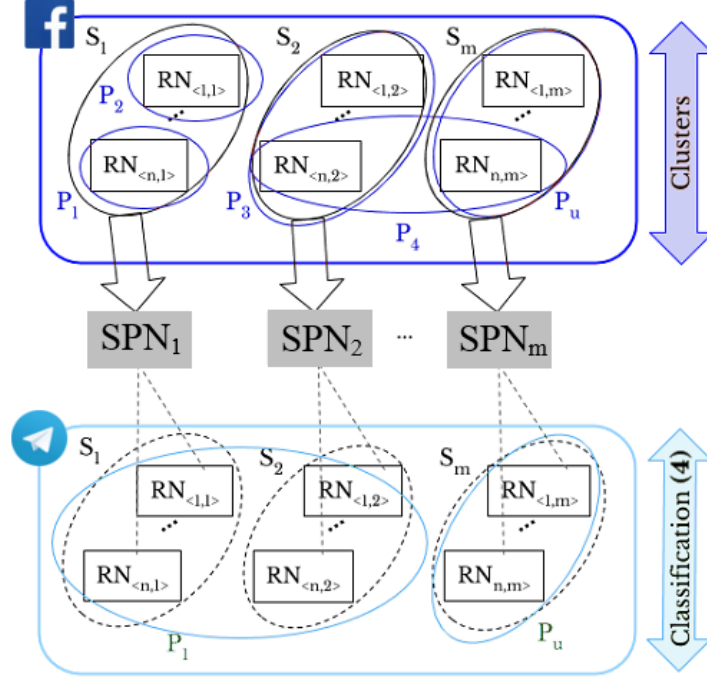 f
S1 S2 Sm
RN<1,1> RN<1,2> RN<1,m>
P2 ... ... ...
RN<n,1> RN<n,2> RNn,m>
P1 P3 P4 Pu
Clusters
SPN1 SPN2 ... SPNm
S1 S2 Sm
RN<1,1> RN<1,2> RN<1,m>
... ... ...
RN<n,1> RN<n,2> RNn,m>
P1 Pu
Classification (4)